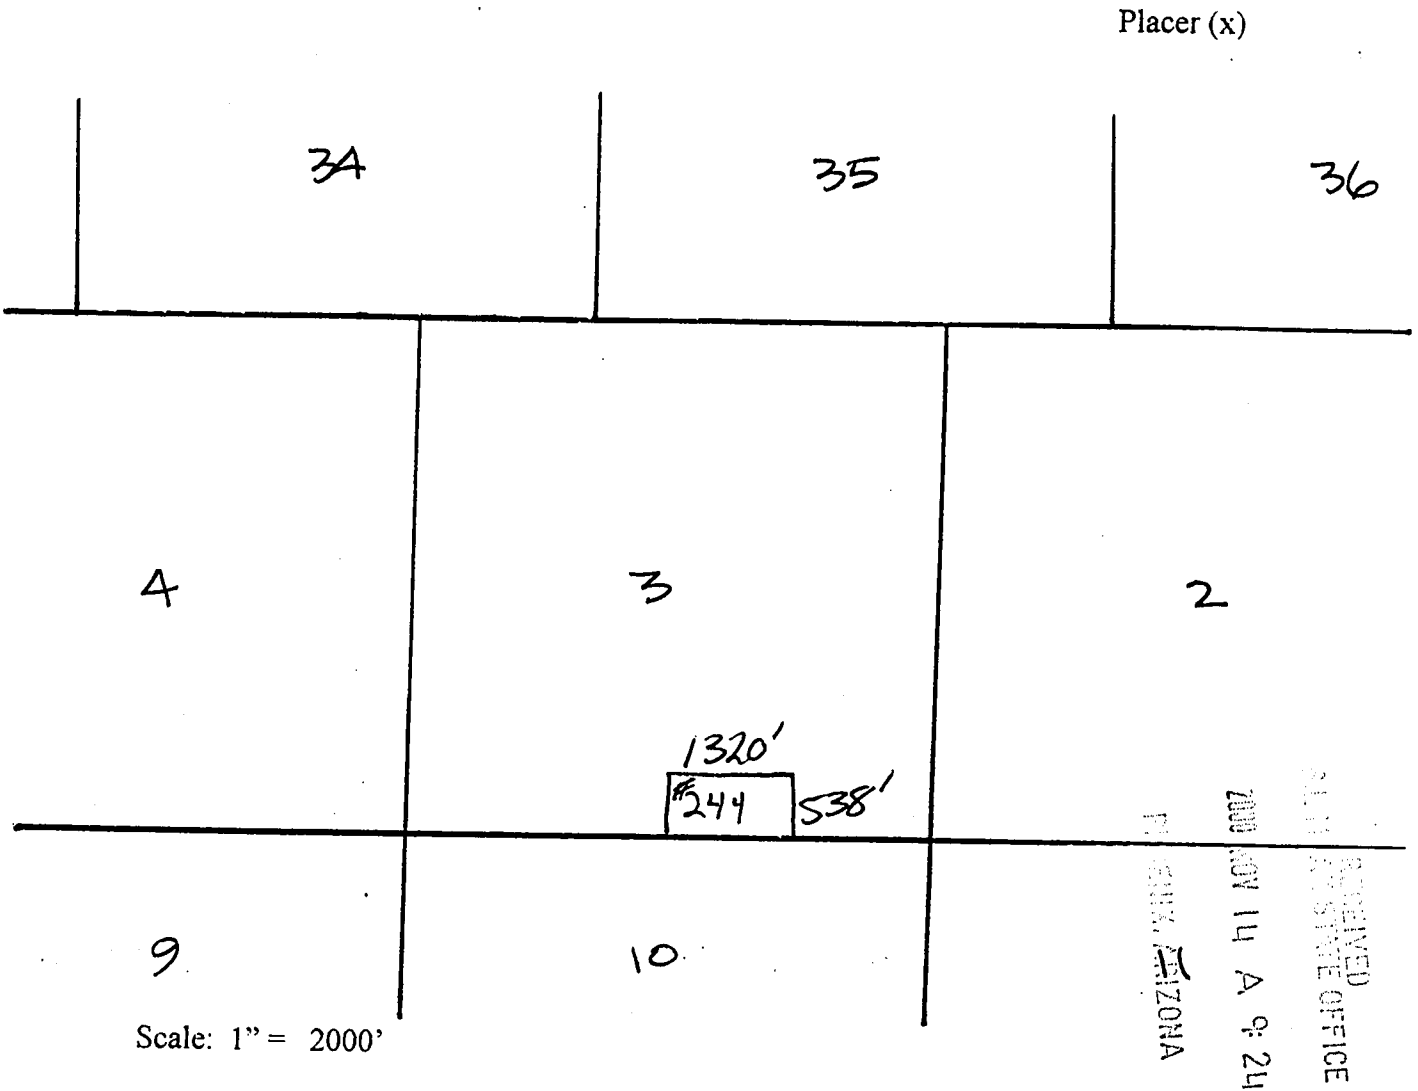 Placer (x)
34
35
36
4
3
2
1320'
#244
538'
9
10
11
Scale: 1” = 2000’
RECEIVED
STATE OFFICE
2000 NOV 14 A 9: 24
ARIZONA